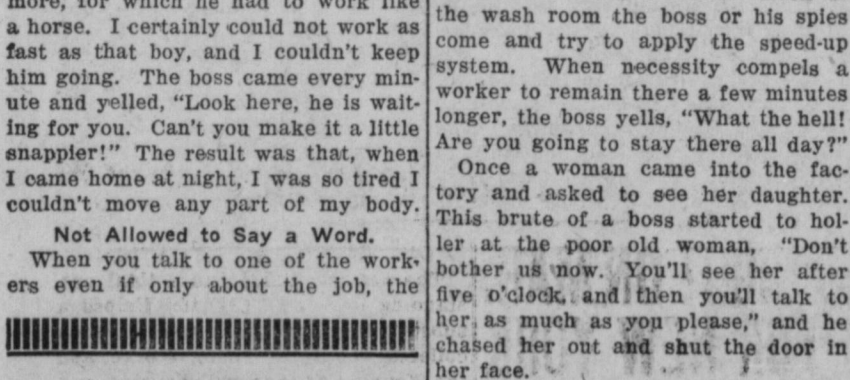 more, for which he had to work like
a horse. I certainly could not work as
fast as that boy, and I couldn't keep
him going. The boss came every min-
ute and yelled, "Look here, he is wait-
ing for you. Can't you make it a little
snappier!" The result was that, when
I came home at night, I was so tired I
couldn't move any part of my body.
Not Allowed to Say a Word.
When you talk to one of the work-
ers even if only about the job, the
the wash room the boss or his spies
come and try to apply the speed-up
system. When necessity compels a
worker to remain there a few minutes
longer, the boss yells, "What the hell!
Are you going to stay there all day?"
Once a woman came into the fac-
tory and asked to see her daughter.
This brute of a boss started to hol-
ler at the poor old woman, "Don't
bother us now. You'll see her after
five o'clock, and then you'll talk to
her as much as you please," and he
chased her out and shut the door in
her face.